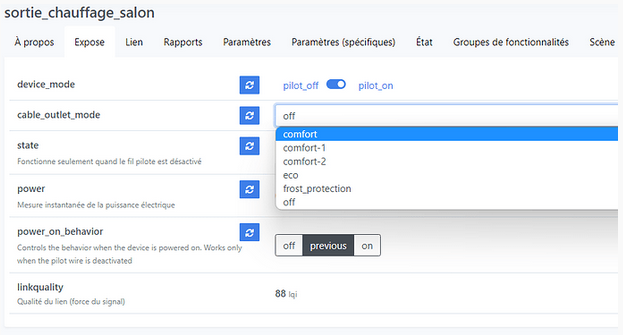 sortie_chauffage_salon
À propos Expose Lien Rapports Paramètres Paramètres (spécifiques) État Groupes de fonctionnalités Scène
device_mode
pilot_off pilot_on
cable_outlet_mode
off
comfort
comfort-1
comfort-2
eco
frost_protection
off
state
Fonctionne seulement quand le fil pilote est désactivé
power
Mesure instantanée de la puissance électrique
power_on_behavior
Controls the behavior when the device is powered on. Works only
when the pilot wire is deactivated
off previous on
linkquality
Qualité du lien (force du signal)
88 lqi